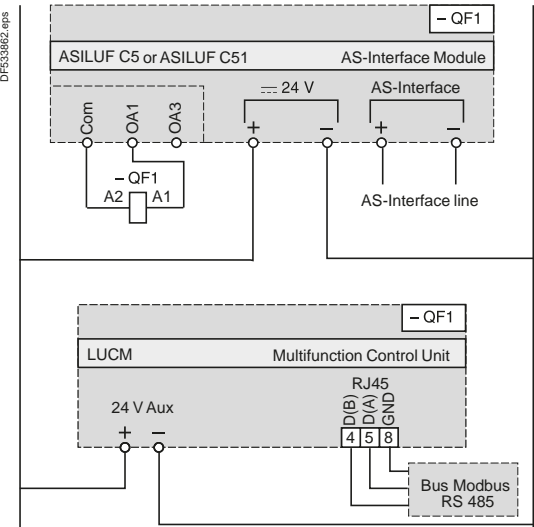 DF533862.eps
– QF1
ASILUF C5 or ASILUF C51 AS-Interface Module
24 V AS-Interface
Com OA1 OA3 + – + –
– QF1
A2 A1
AS-Interface line
– QF1
LUCM Multifunction Control Unit
RJ45
24 V Aux D(B) D(A) GND
+ – 4 5 8
Bus Modbus
RS 485